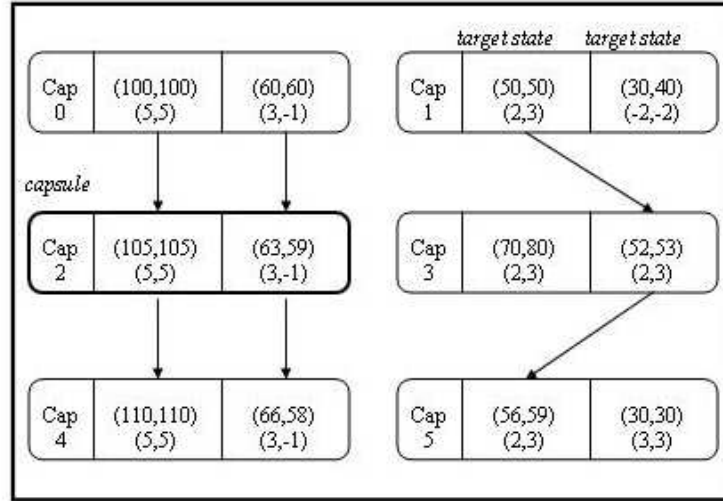 target state target state
Cap 0 (100,100) (5,5) (60,60) (3,-1)
Cap 1 (50,50) (2,3) (30,40) (-2,-2)
capsule
Cap 2 (105,105) (5,5) (63,59) (3,-1)
Cap 3 (70,80) (2,3) (52,53) (2,3)
Cap 4 (110,110) (5,5) (66,58) (3,-1)
Cap 5 (56,59) (2,3) (30,30) (3,3)